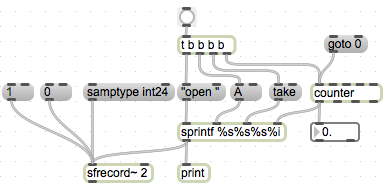 t b b b b
goto 0
1
0
samptype int24
"open "
A
take
counter
sprintf %s%s%s%i
0.
sfrecord~ 2
print